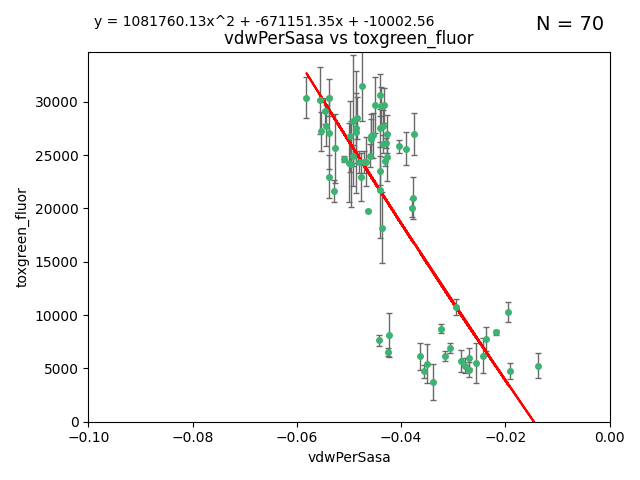 y = 1081760.13x^2 + -671151.35x + -10002.56
N = 70
vdwPerSasa vs toxgreen_fluor
30000
25000
20000
15000
10000
5000
0
toxgreen_fluor
−0.10
−0.08
−0.06
−0.04
−0.02
0.00
vdwPerSasa